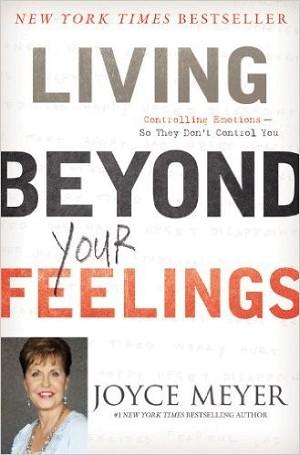 NEW YORK TIMES BESTSELLER
LIVING
Controlling Emotions—
So They Don't Control You
BEYOND
your
FEELINGS
JOYCE MEYER
#1 NEW YORK TIMES BESTSELLING AUTHOR